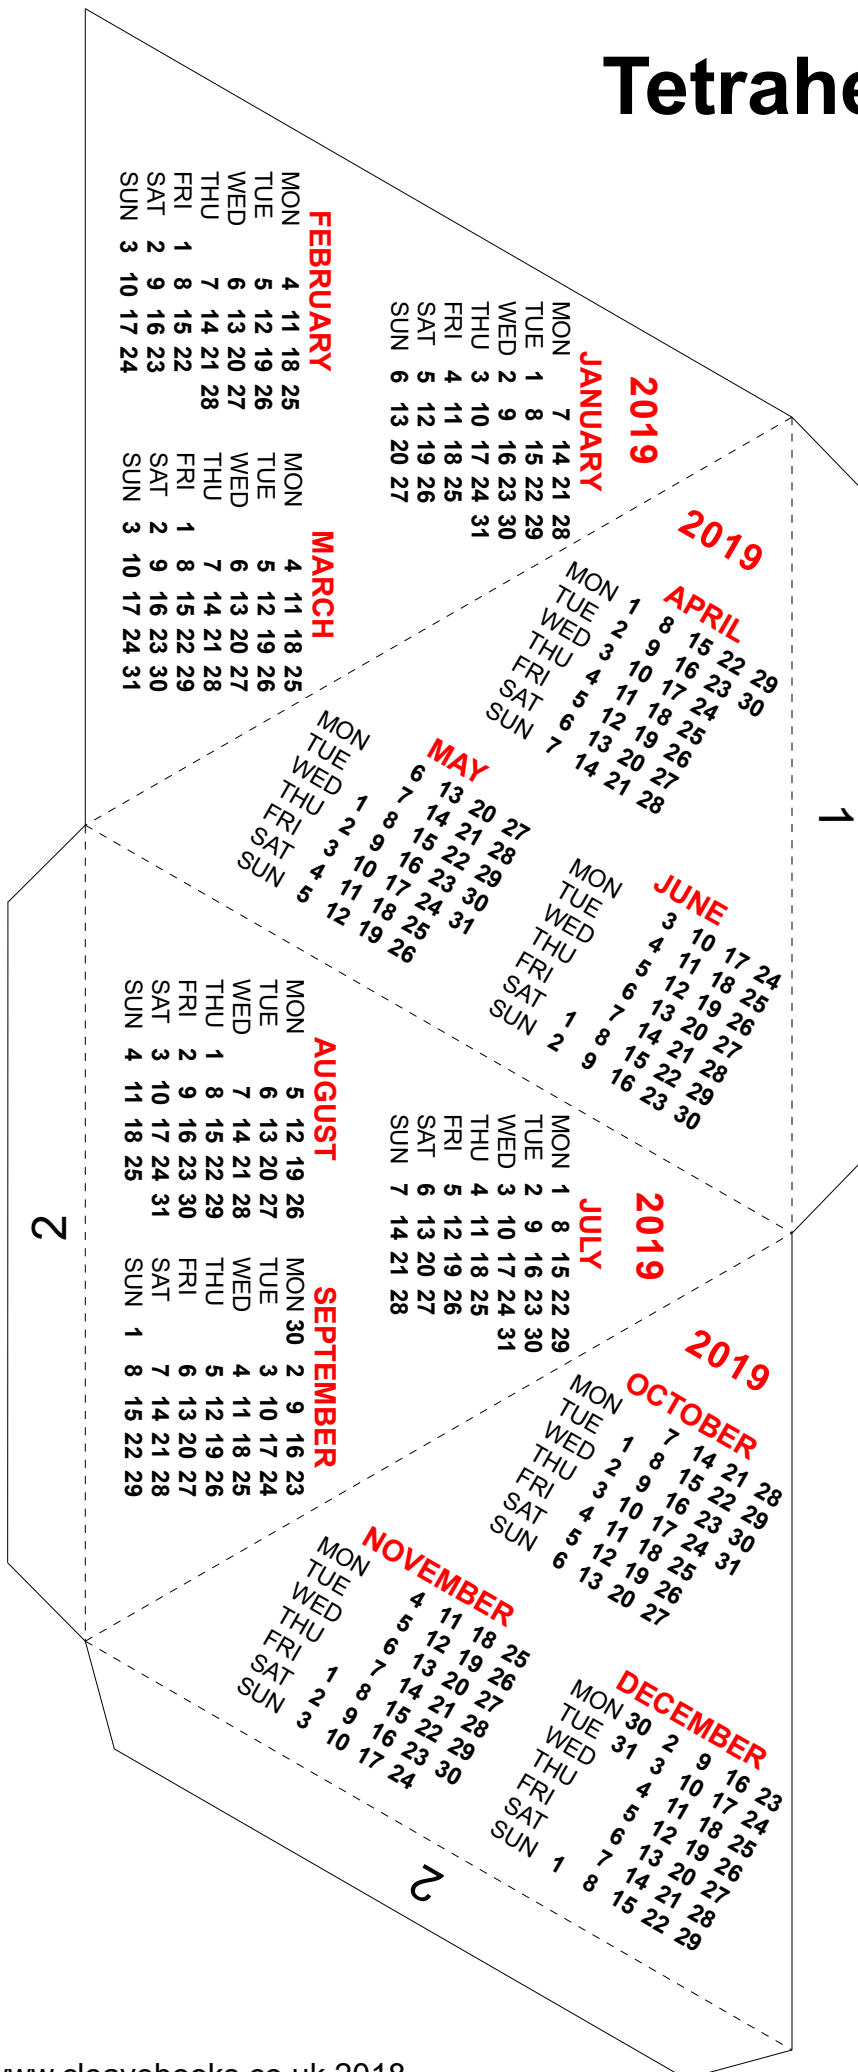 Tetrahe
2019
JANUARY
MON 7 14 21 28
TUE 1 8 15 22 29
WED 2 9 16 23 30
THU 3 10 17 24 31
FRI 4 11 18 25
SAT 5 12 19 26
SUN 6 13 20 27
FEBRUARY
MON 4 11 18 25
TUE 5 12 19 26
WED 6 13 20 27
THU 7 14 21 28
FRI 1 8 15 22
SAT 2 9 16 23
SUN 3 10 17 24
MARCH
MON 4 11 18 25
TUE 5 12 19 26
WED 6 13 20 27
THU 7 14 21 28
FRI 1 8 15 22 29
SAT 2 9 16 23 30
SUN 3 10 17 24 31
2019
APRIL
MON 1 8 15 22 29
TUE 2 9 16 23 30
WED 3 10 17 24
THU 4 11 18 25
FRI 5 12 19 26
SAT 6 13 20 27
SUN 7 14 21 28
MAY
MON 6 13 20 27
TUE 7 14 21 28
WED 1 8 15 22 29
THU 2 9 16 23 30
FRI 3 10 17 24 31
SAT 4 11 18 25
SUN 5 12 19 26
JUNE
MON 3 10 17 24
TUE 4 11 18 25
WED 5 12 19 26
THU 6 13 20 27
FRI 7 14 21 28
SAT 1 8 15 22 29
SUN 2 9 16 23 30
1
2019
JULY
MON 1 8 15 22 29
TUE 2 9 16 23 30
WED 3 10 17 24 31
THU 4 11 18 25
FRI 5 12 19 26
SAT 6 13 20 27
SUN 7 14 21 28
AUGUST
MON 5 12 19 26
TUE 6 13 20 27
WED 7 14 21 28
THU 1 8 15 22 29
FRI 2 9 16 23 30
SAT 3 10 17 24 31
SUN 4 11 18 25
SEPTEMBER
MON 30 2 9 16 23
TUE 3 10 17 24
WED 4 11 18 25
THU 5 12 19 26
FRI 6 13 20 27
SAT 7 14 21 28
SUN 1 8 15 22 29
2
2019
OCTOBER
MON 7 14 21 28
TUE 1 8 15 22 29
WED 2 9 16 23 30
THU 3 10 17 24 31
FRI 4 11 18 25
SAT 5 12 19 26
SUN 6 13 20 27
NOVEMBER
MON 4 11 18 25
TUE 5 12 19 26
WED 6 13 20 27
THU 7 14 21 28
FRI 1 8 15 22 29
SAT 2 9 16 23 30
SUN 3 10 17 24
DECEMBER
MON 30 2 9 16 23
TUE 31 3 10 17 24
WED 4 11 18 25
THU 5 12 19 26
FRI 6 13 20 27
SAT 7 14 21 28
SUN 1 8 15 22 29
2
www.cleavebooks.co.uk 2018